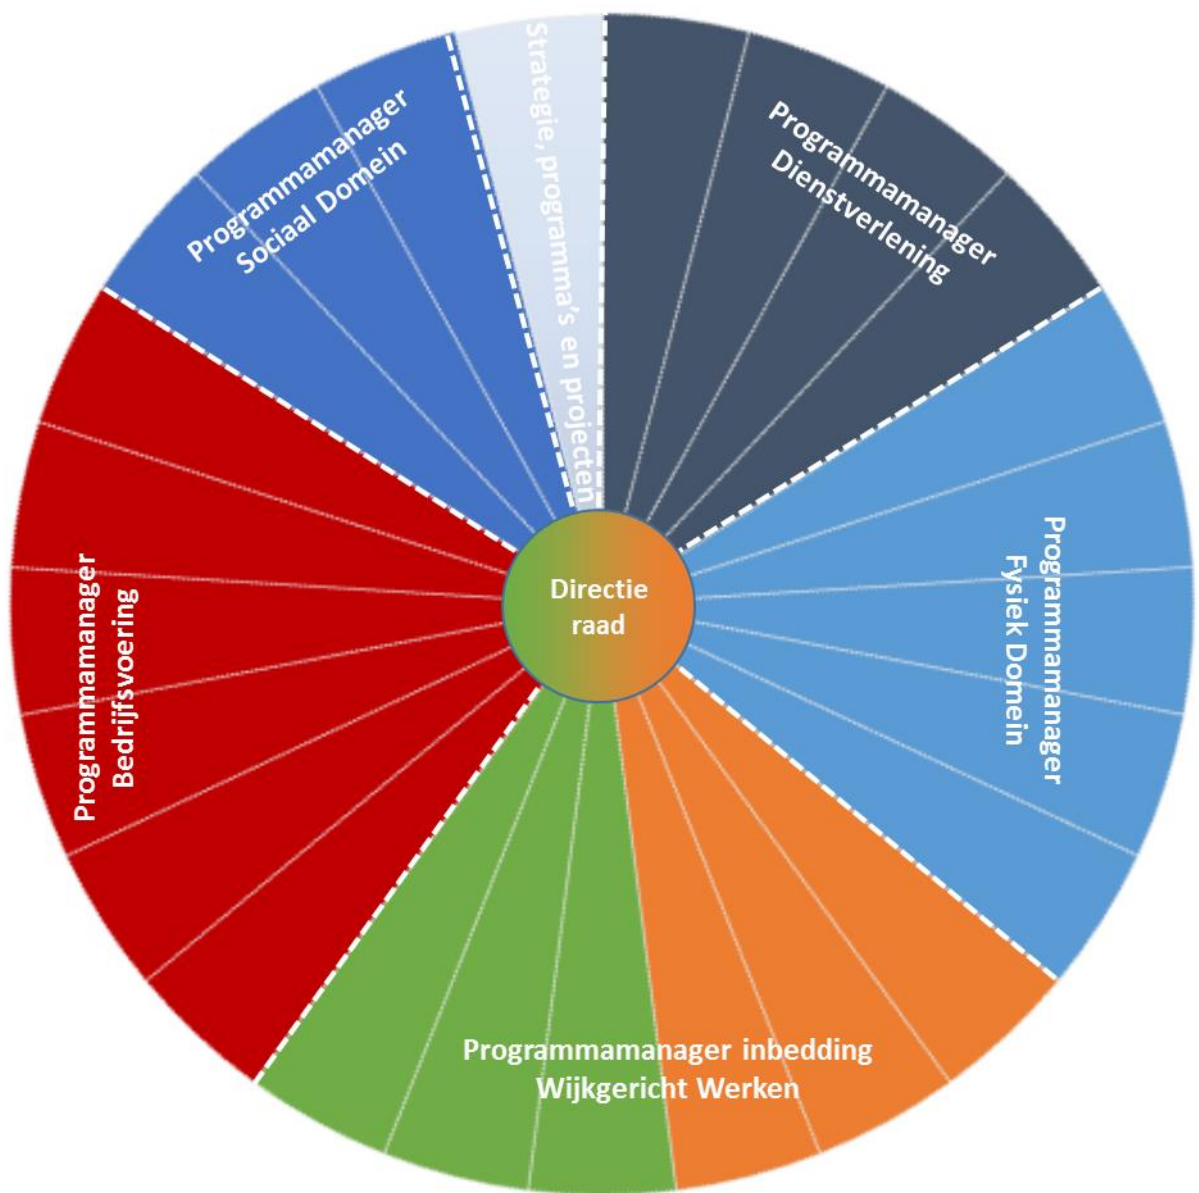 Strategie, programma's en projecten
Programmamanager
Dienstverlening
Programmamanager
Fysiek Domein
Programmamanager inbedding
Wijkgericht Werken
Programmamanager
Bedrijfsvoering
Programmamanager
Sociaal Domein
Directie
raad